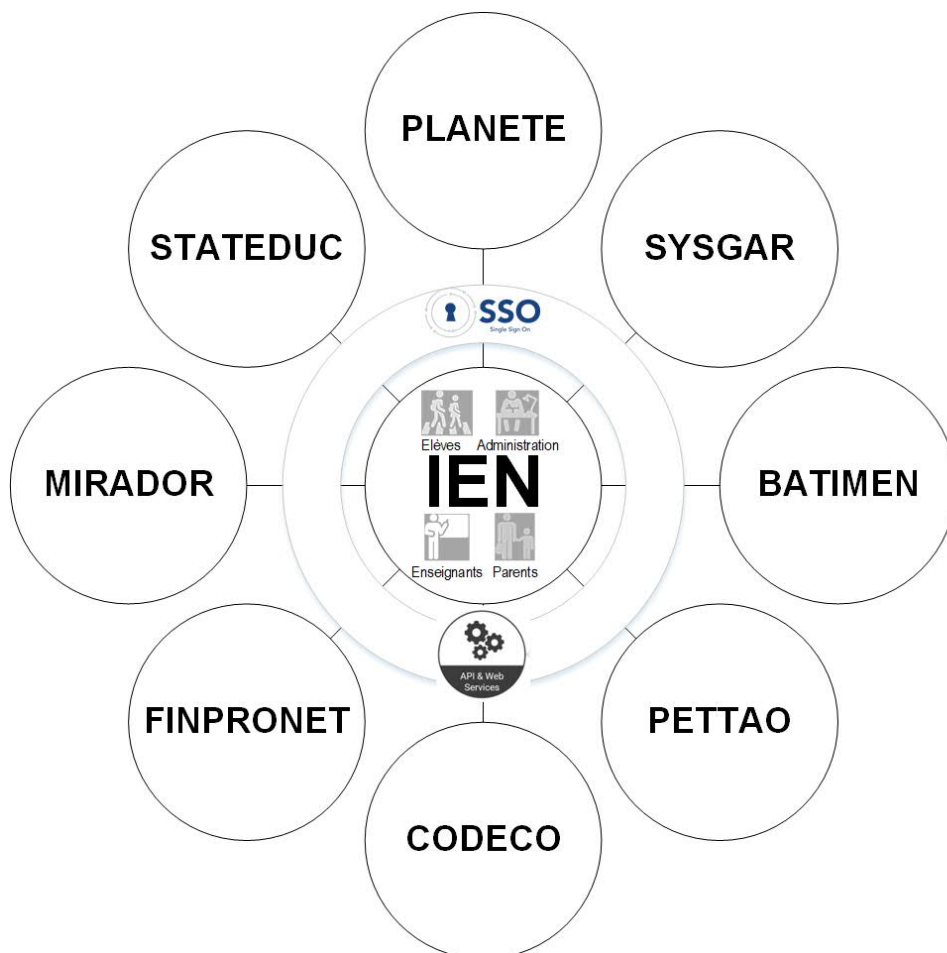 PLANETE
STATEDUC
SYSGAR
SSO
Single Sign On
Elèves
Administration
MIRADOR
IEN
BATIMEN
Enseignants
Parents
API & Web
Services
FINPRONET
PETTAO
CODECO